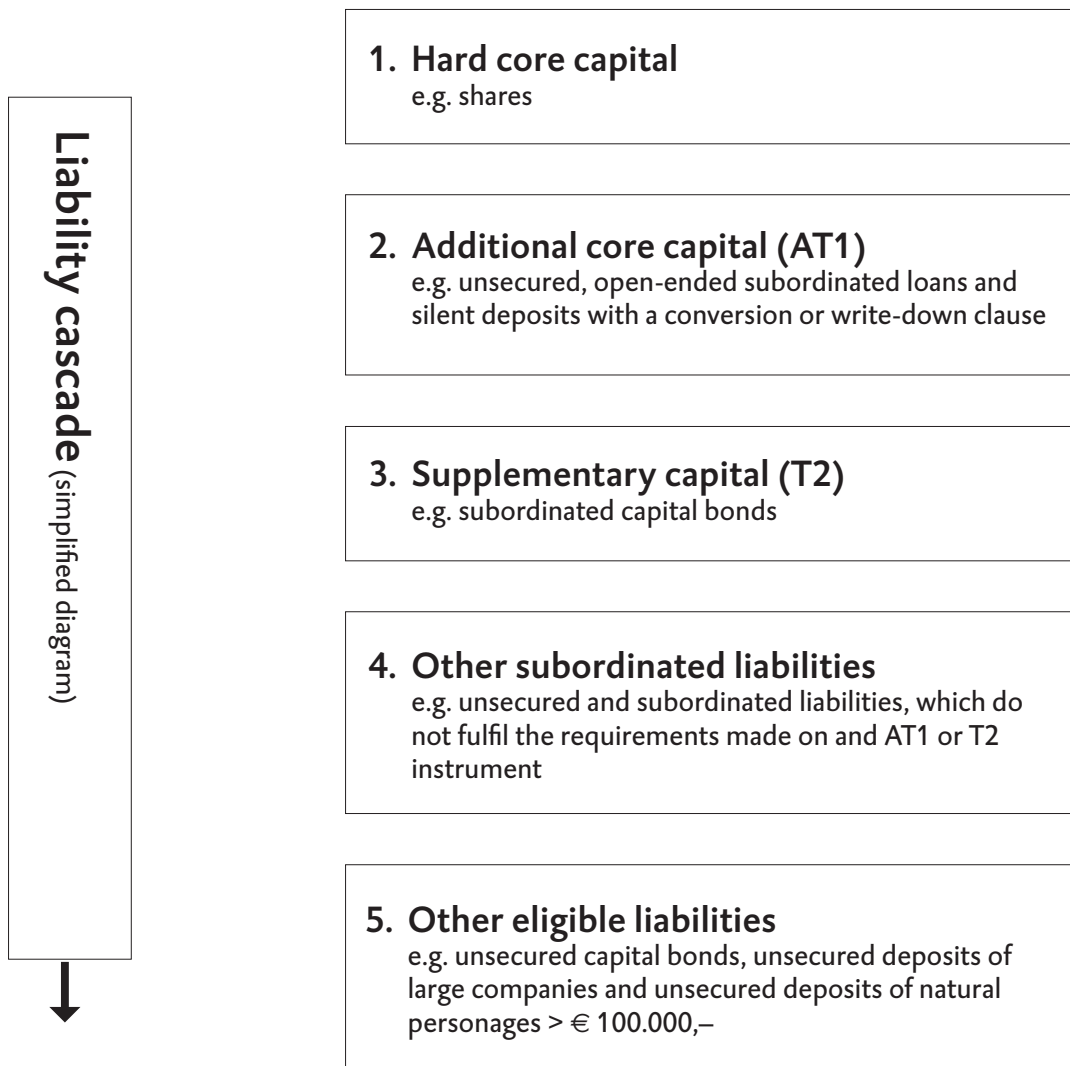 Liability cascade (simplified diagram)
1. Hard core capital
e.g. shares
2. Additional core capital (AT1)
e.g. unsecured, open-ended subordinated loans and
silent deposits with a conversion or write-down clause
3. Supplementary capital (T2)
e.g. subordinated capital bonds
4. Other subordinated liabilities
e.g. unsecured and subordinated liabilities, which do
not fulfil the requirements made on and AT1 or T2
instrument
5. Other eligible liabilities
e.g. unsecured capital bonds, unsecured deposits of
large companies and unsecured deposits of natural
personages > € 100.000,–